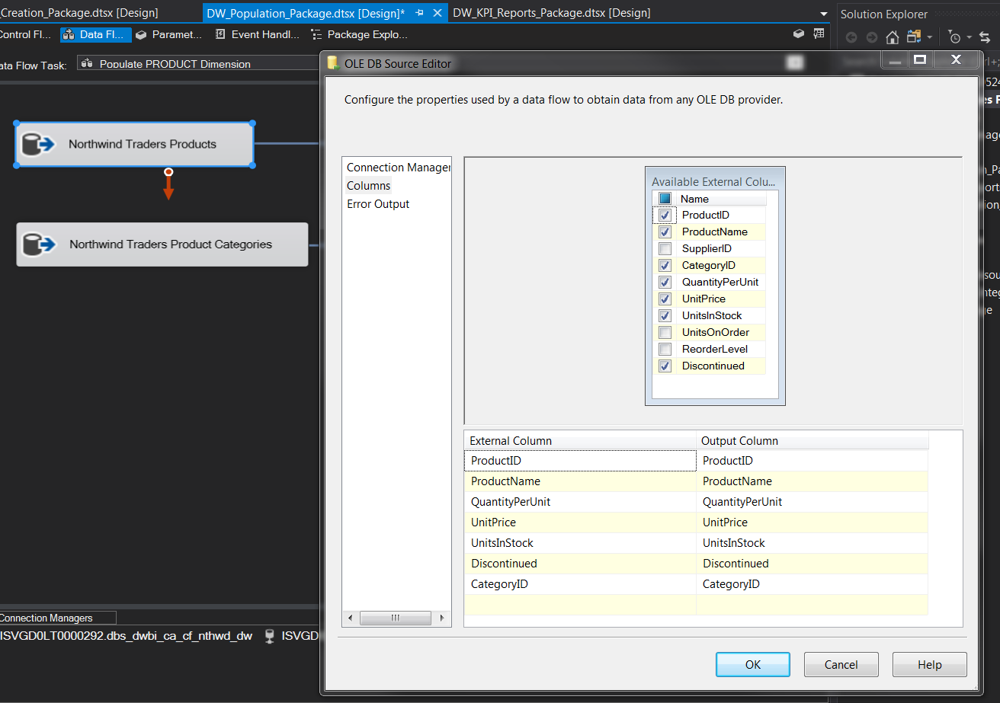 _Creation_Package.dtsx [Design]
DW_Population_Package.dtsx [Design]*
DW_KPI_Reports_Package.dtsx [Design]
Solution Explorer
Control Fl...
Data Fl...
Paramet...
Event Handl...
Package Explo...
ata Flow Task:
Populate PRODUCT Dimension
OLE DB Source Editor
Configure the properties used by a data flow to obtain data from any OLE DB provider.
Northwind Traders Products
Northwind Traders Product Categories
Connection Manager
Columns
Error Output
Available External Colu...
Name
ProductID
ProductName
SupplierID
CategoryID
QuantityPerUnit
UnitPrice
UnitsInStock
UnitsOnOrder
ReorderLevel
Discontinued
External Column Output Column
ProductID ProductID
ProductName ProductName
QuantityPerUnit QuantityPerUnit
UnitPrice UnitPrice
UnitsInStock UnitsInStock
Discontinued Discontinued
CategoryID CategoryID
Connection Managers
ISVGD0LT0000292.dbs_dwbi_ca_cf_nthwd_dw
ISVGD
OK
Cancel
Help